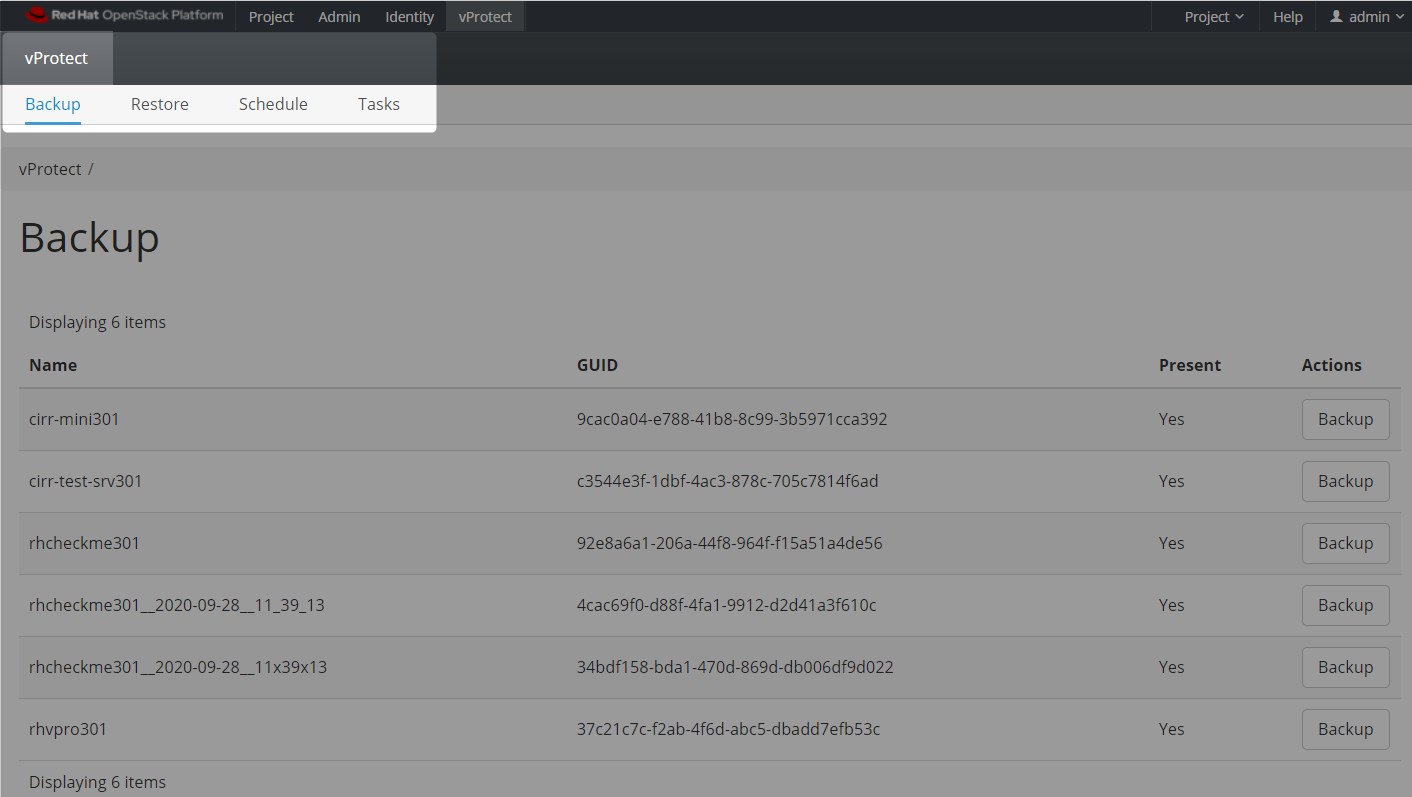 Red Hat OpenStack Platform Project Admin Identity vProtect Project Help admin
vProtect
Backup Restore Schedule Tasks
vProtect /
Backup
Displaying 6 items
Name GUID Present Actions
cirr-mini301 9cac0a04-e788-41b8-8c99-3b5971cca392 Yes Backup
cirr-test-srv301 c3544e3f-1dbf-4ac3-878c-705c7814f6ad Yes Backup
rhcheckme301 92e8a6a1-206a-44f8-964f-f15a51a4de56 Yes Backup
rhcheckme301__2020-09-28__11_39_13 4cac69f0-d88f-4fa1-9912-d2d41a3f610c Yes Backup
rhcheckme301__2020-09-28__11x39x13 34bdf158-bda1-470d-869d-db006df9d022 Yes Backup
rhvpro301 37c21c7c-f2ab-4f6d-abc5-dbadd7efb53c Yes Backup
Displaying 6 items